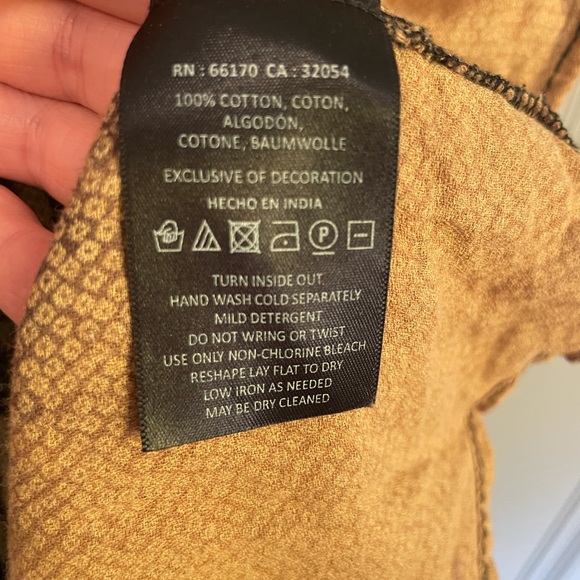 RN : 66170 CA : 32054
100% COTTON, COTON,
ALGODÓN,
COTONE, BAUMWOLLE
EXCLUSIVE OF DECORATION
HECHO EN INDIA
P
TURN INSIDE OUT
HAND WASH COLD SEPARATELY
MILD DETERGENT
DO NOT WRING OR TWIST
USE ONLY NON-CHLORINE BLEACH
RESHAPE LAY FLAT TO DRY
LOW IRON AS NEEDED
MAY BE DRY CLEANED